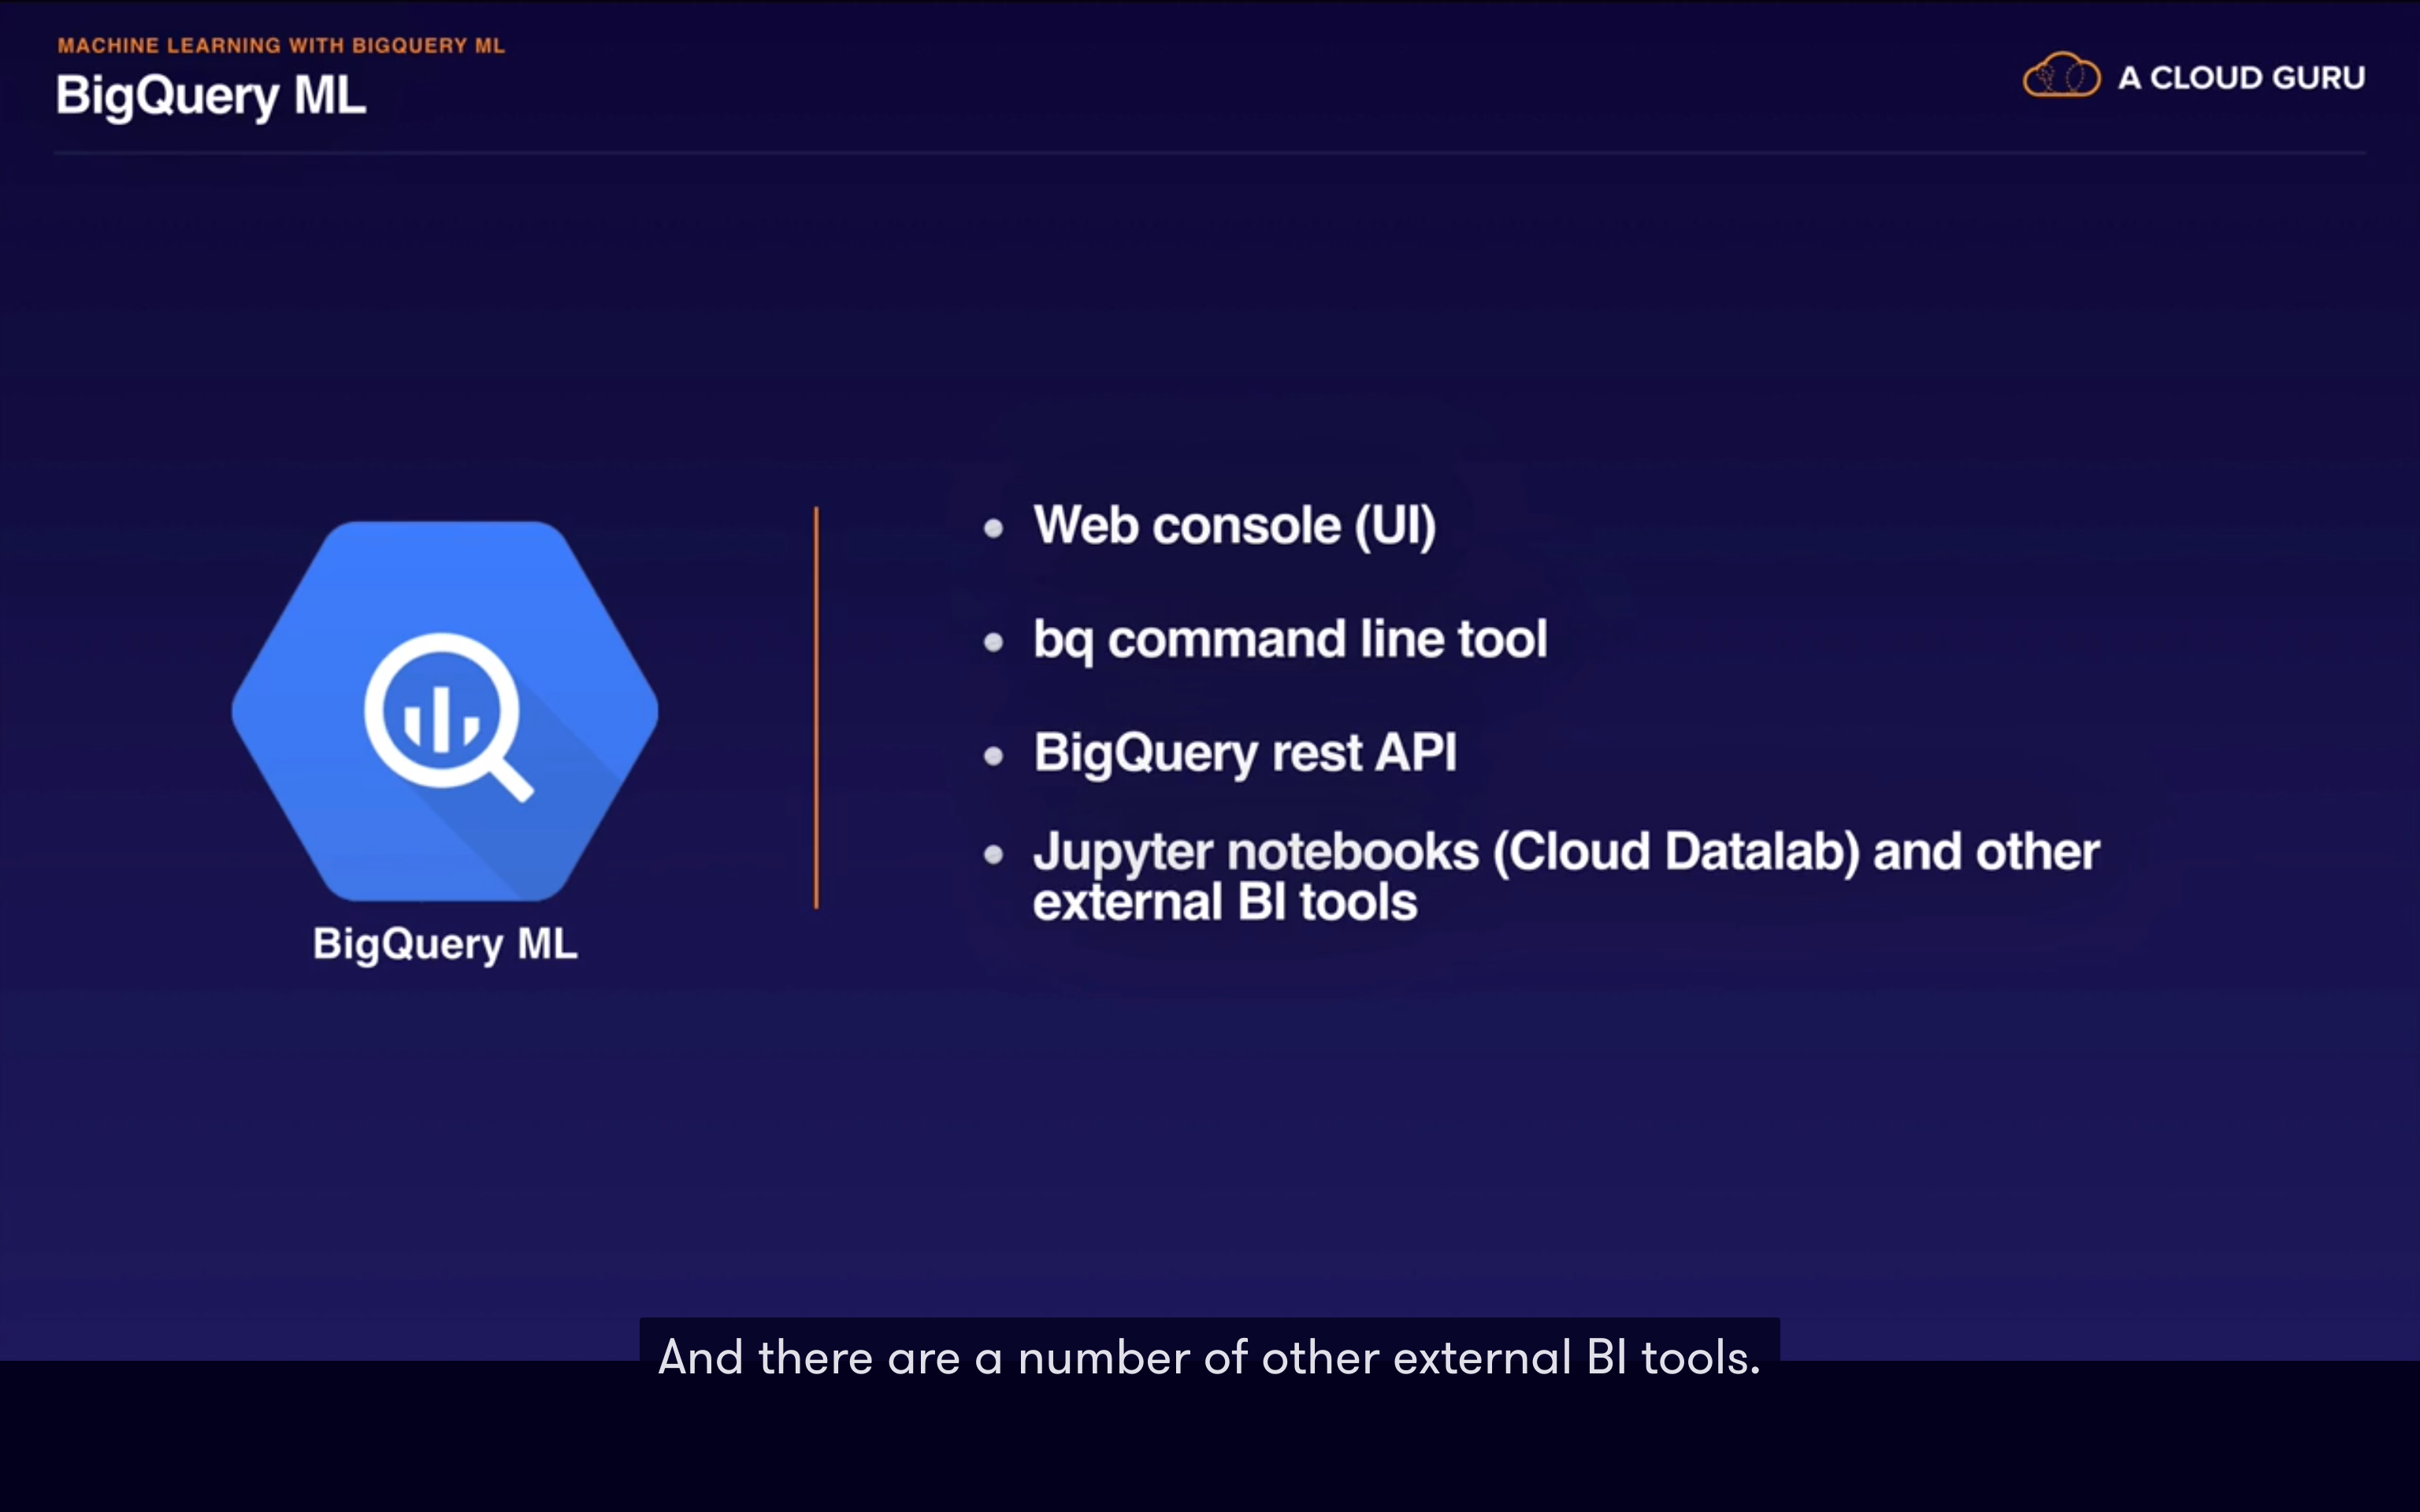 MACHINE LEARNING WITH BIGQUERY ML
BigQuery ML
A CLOUD GURU
BigQuery ML
• Web console (UI)
• bq command line tool
• BigQuery rest API
• Jupyter notebooks (Cloud Datalab) and other
external BI tools
And there are a number of other external BI tools.